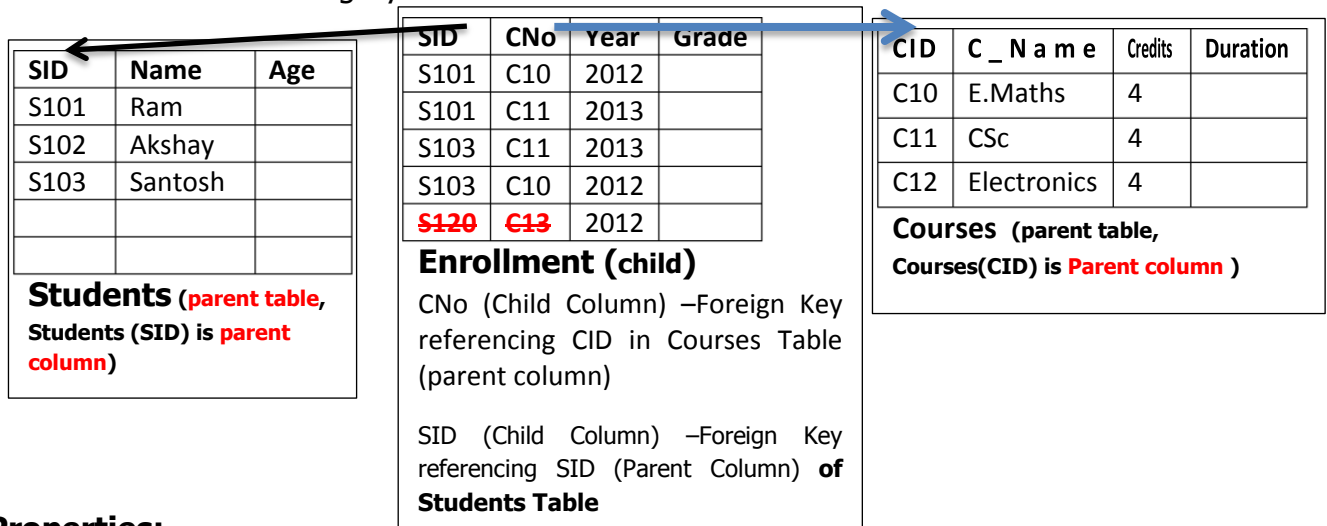 SID Name Age
S101 Ram
S102 Akshay
S103 Santosh
Students (parent table,
Students (SID) is parent
column)
SID CNo Year Grade
S101 C10 2012
S101 C11 2013
S103 C11 2013
S103 C10 2012
S120 C13 2012
Enrollment (child)
CNo (Child Column) –Foreign Key
referencing CID in Courses Table
(parent column)
SID (Child Column) –Foreign Key
referencing SID (Parent Column) of
Students Table
CID C_Name Credits Duration
C10 E.Maths 4
C11 CSc 4
C12 Electronics 4
Courses (parent table,
Courses(CID) is Parent column )